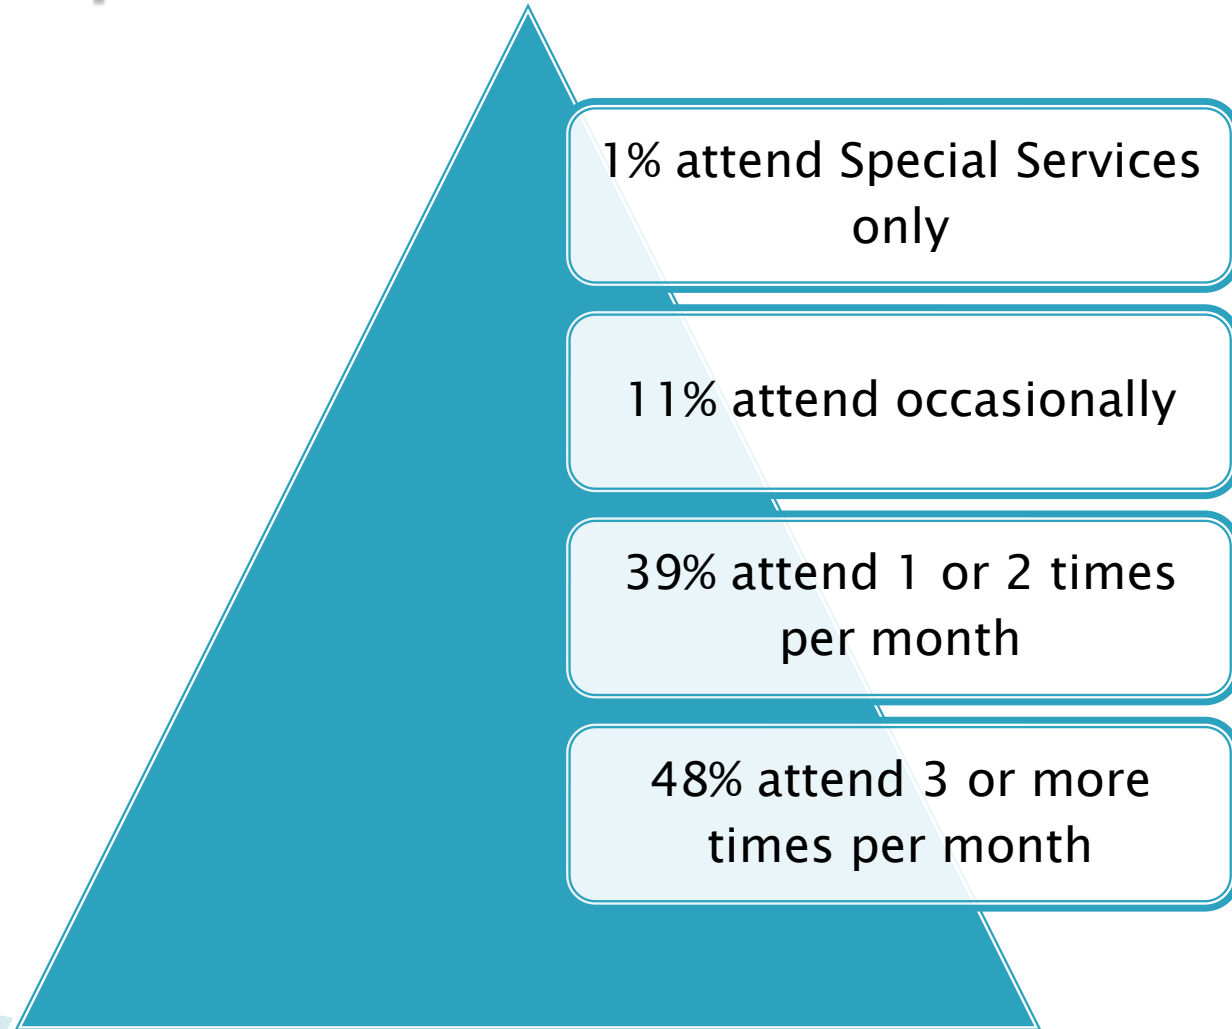 1% attend Special Services
only
11% attend occasionally
39% attend 1 or 2 times
per month
48% attend 3 or more
times per month